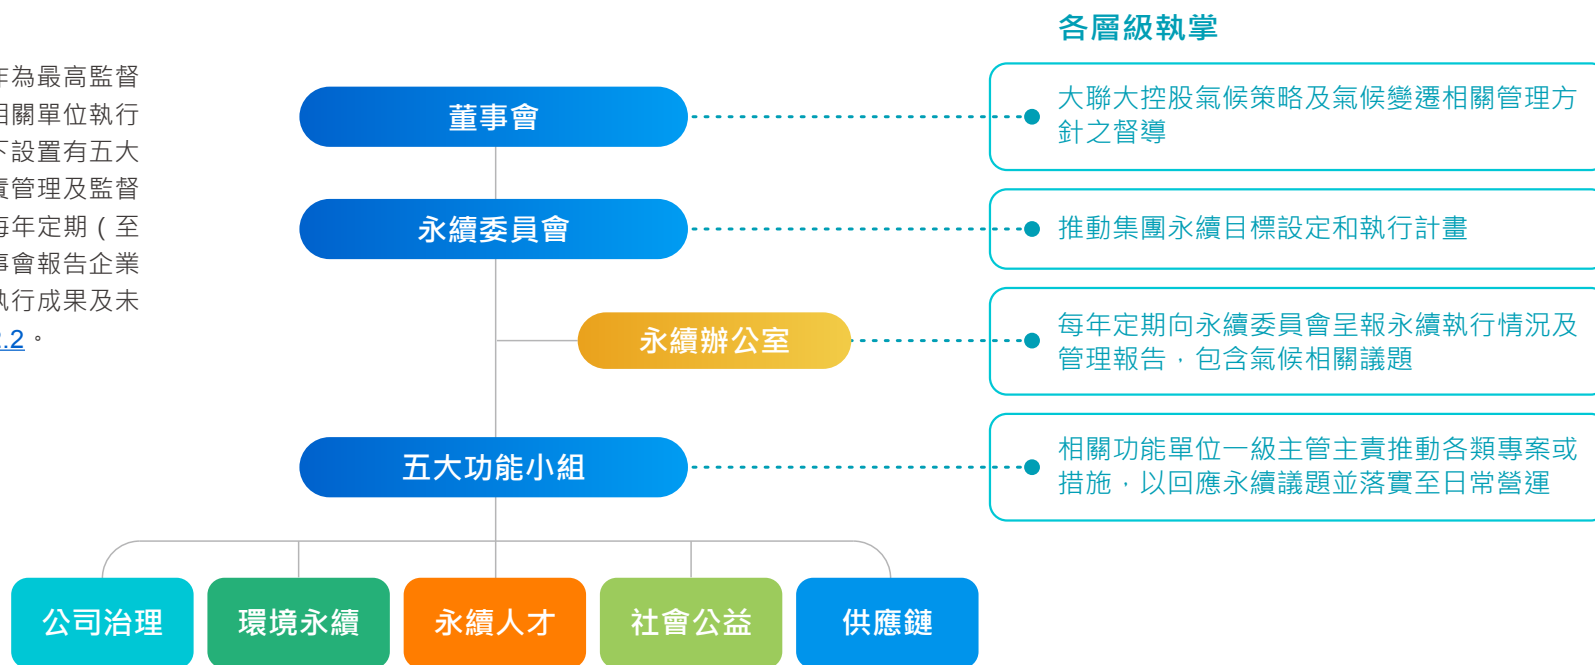 各層級執掌
作為最高監督
相關單位執行
下設置有五大
責管理及監督
每年定期（至
事會報告企業
執行成果及未
2.2。
董事會
大聯大控股氣候策略及氣候變遷相關管理方
針之督導
永續委員會
推動集團永續目標設定和執行計畫
永續辦公室
每年定期向永續委員會呈報永續執行情況及
管理報告，包含氣候相關議題
五大功能小組
相關功能單位一級主管主責推動各類專案或
措施，以回應永續議題並落實至日常營運
公司治理
環境永續
永續人才
社會公益
供應鏈